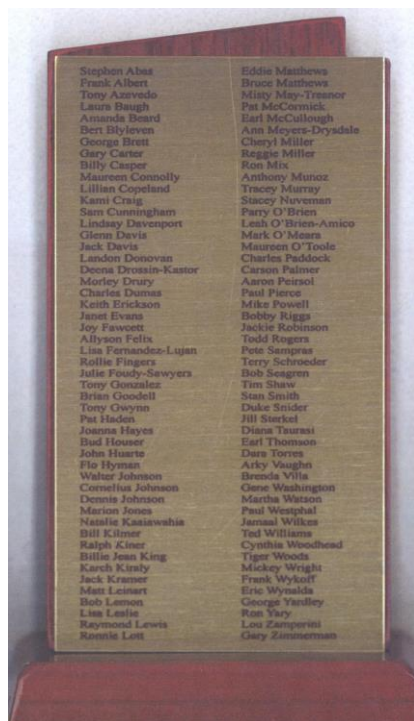 Stephen Abas
Frank Albert
Tony Azevedo
Laura Baugh
Amanda Beard
Bert Blyleven
George Brett
Gary Carter
Billy Casper
Maureen Connolly
Lillian Copeland
Kami Craig
Sam Cunningham
Lindsay Davenport
Glenn Davis
Jack Davis
Landon Donovan
Deena Drossin-Kastor
Morley Drury
Charles Dumas
Keith Erickson
Janet Evans
Joy Fawcett
Allyson Felix
Lisa Fernandez-Lujan
Rollie Fingers
Julie Foudy-Sawyers
Tony Gonzalez
Brian Goodell
Tony Gwynn
Pat Haden
Joanna Hayes
Bud Houser
John Huarte
Flo Hyman
Walter Johnson
Cornelius Johnson
Dennis Johnson
Marion Jones
Natalie Kaaiawahia
Bill Kilmer
Ralph Kiner
Billie Jean King
Karch Kiraly
Jack Kramer
Matt Leinart
Bob Lemon
Lisa Leslie
Raymond Lewis
Ronnie Lott
Eddie Matthews
Bruce Matthews
Misty May-Treanor
Pat McCormick
Earl McCullough
Ann Meyers-Drysdale
Cheryl Miller
Reggie Miller
Ron Mix
Anthony Munoz
Tracey Murray
Stacey Nuveman
Parry O'Brien
Leah O'Brien-Amico
Mark O'Meara
Maureen O'Toole
Charles Paddock
Carson Palmer
Aaron Peirsol
Paul Pierce
Mike Powell
Bobby Riggs
Jackie Robinson
Todd Rogers
Pete Sampras
Terry Schroeder
Bob Seagren
Tim Shaw
Stan Smith
Duke Snider
Jill Sterkel
Diana Taurasi
Earl Thomson
Dara Torres
Arky Vaughn
Brenda Villa
Gene Washington
Martha Watson
Paul Westphal
Jamaal Wilkes
Ted Williams
Cynthia Woodhead
Tiger Woods
Mickey Wright
Frank Wykoff
Eric Wynalda
George Yardley
Ron Yary
Lou Zamperini
Gary Zimmerman